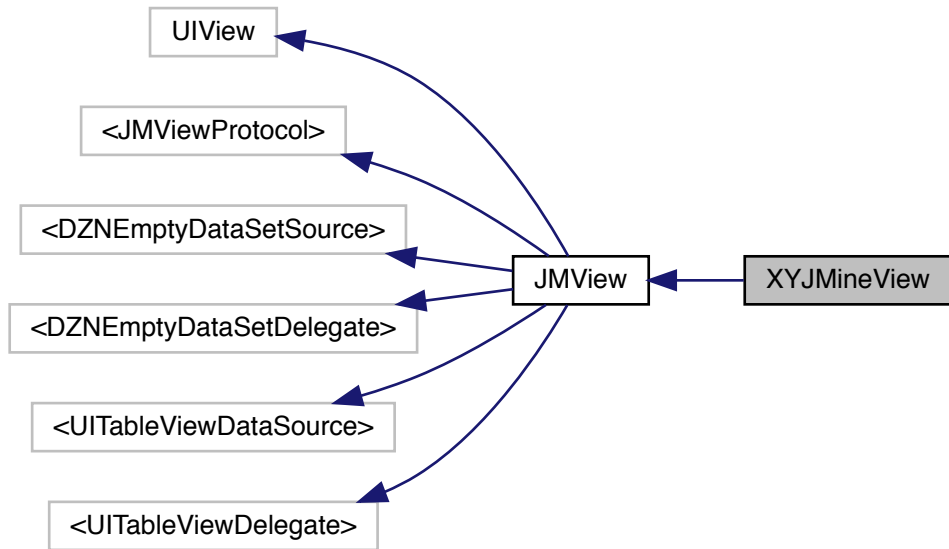 UIView
<JMViewProtocol>
<DZNEmptyDataSetSource>
JMView
XYJMineView
<DZNEmptyDataSetDelegate>
<UITableViewDataSource>
<UITableViewDelegate>